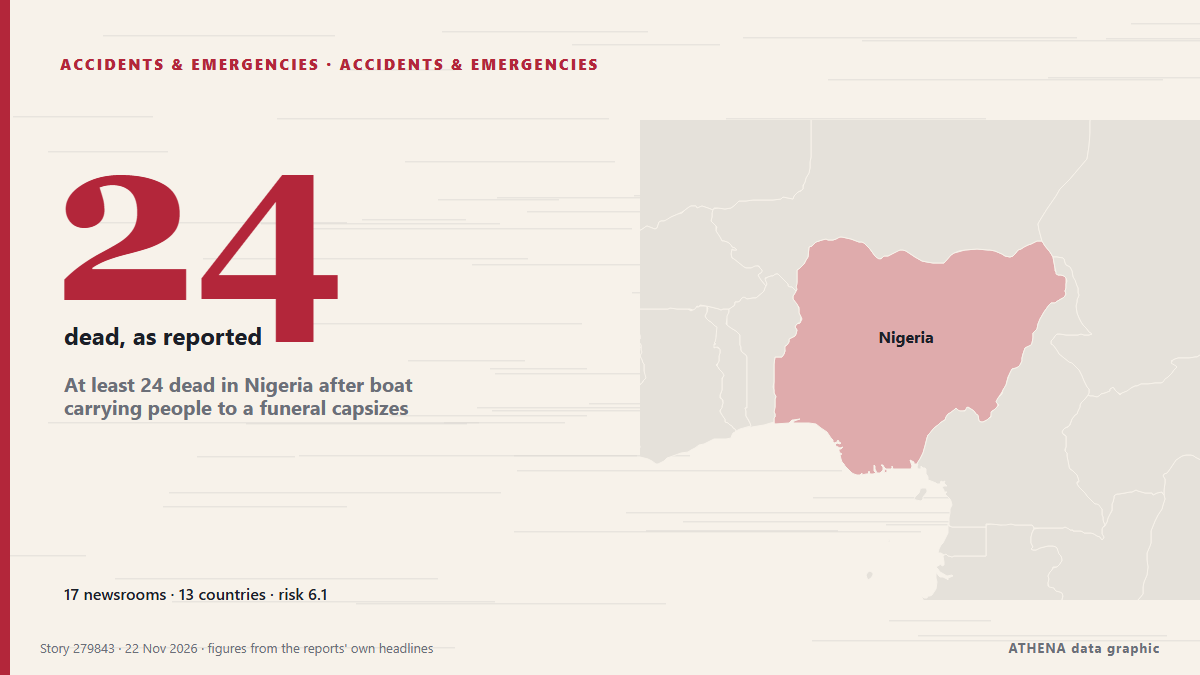 ACCIDENTS & EMERGENCIES · ACCIDENTS & EMERGENCIES
24
dead, as reported
At least 24 dead in Nigeria after boat
carrying people to a funeral capsizes
Nigeria
17 newsrooms · 13 countries · risk 6.1
Story 279843 · 22 Nov 2026 · figures from the reports' own headlines
ATHENA data graphic